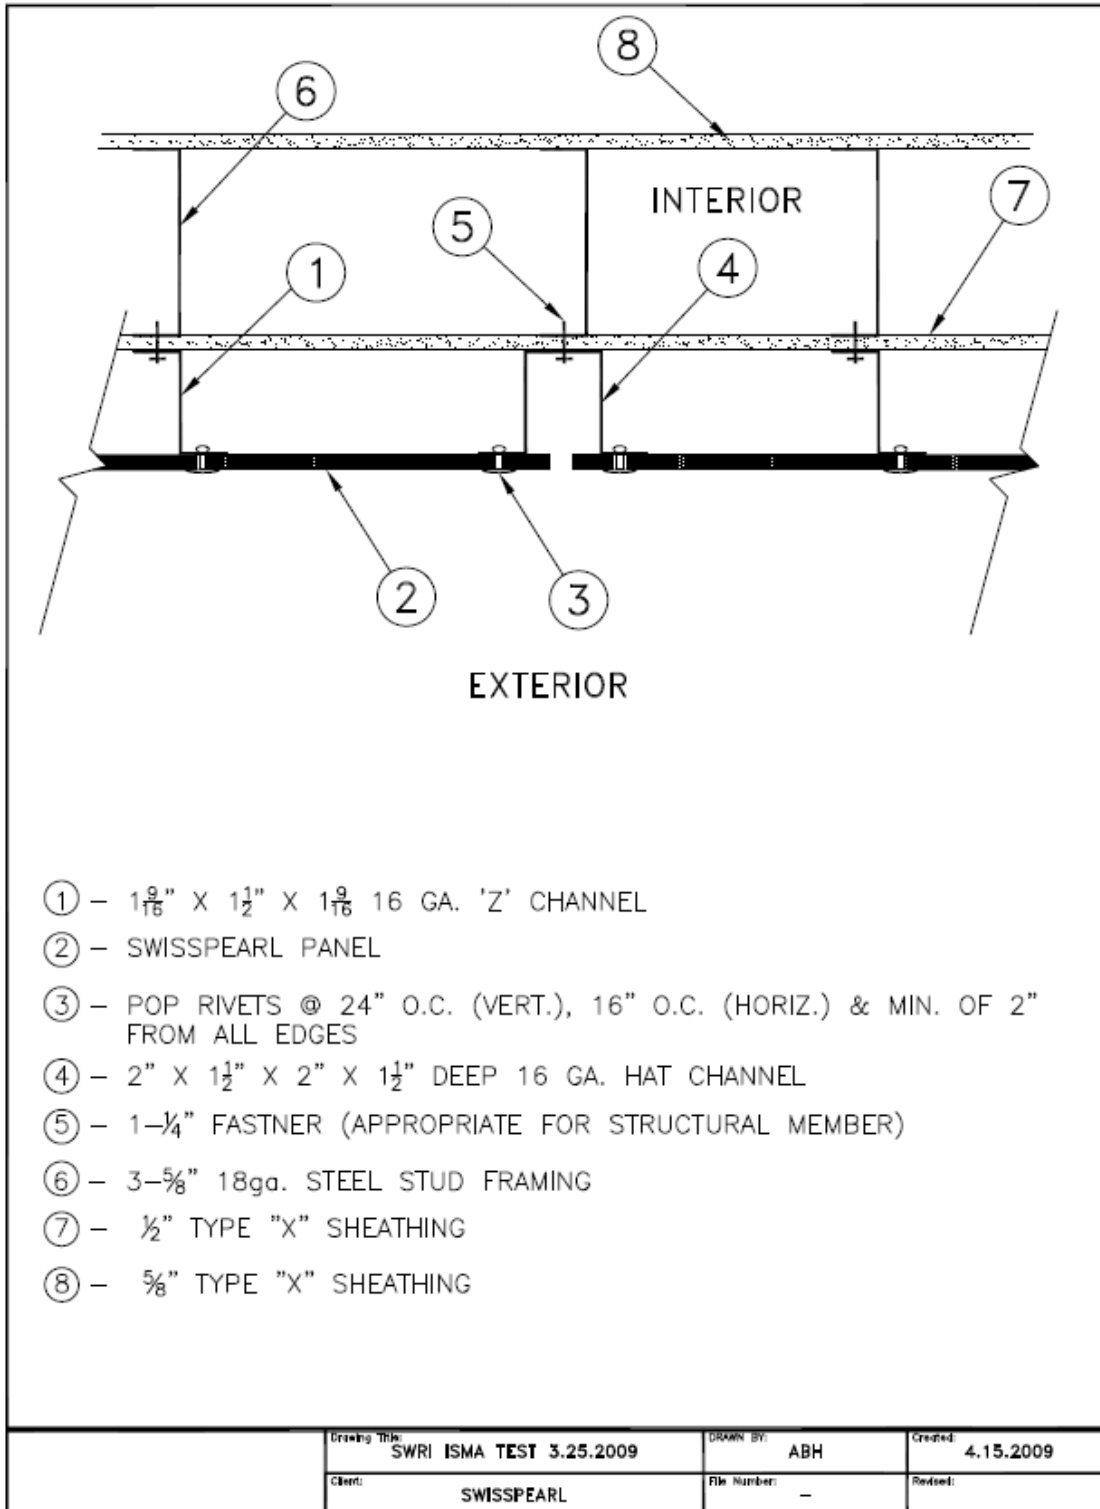 8
6
INTERIOR
7
5
4
1
2
3
EXTERIOR
1 – 1 9/16" X 1 1/2" X 1 9/16 16 GA. 'Z' CHANNEL
2 – SWISSPEARL PANEL
3 – POP RIVETS @ 24" O.C. (VERT.), 16" O.C. (HORIZ.) & MIN. OF 2"
FROM ALL EDGES
4 – 2" X 1 1/2" X 2" X 1 1/2" DEEP 16 GA. HAT CHANNEL
5 – 1–1/4" FASTNER (APPROPRIATE FOR STRUCTURAL MEMBER)
6 – 3–5/8" 18ga. STEEL STUD FRAMING
7 – 1/2" TYPE "X" SHEATHING
8 – 5/8" TYPE "X" SHEATHING
Drawing Title: DRAWN BY: Created:
SWRI ISMA TEST 3.25.2009 ABH 4.15.2009
Client: File Number: Revised:
SWISSPEARL –